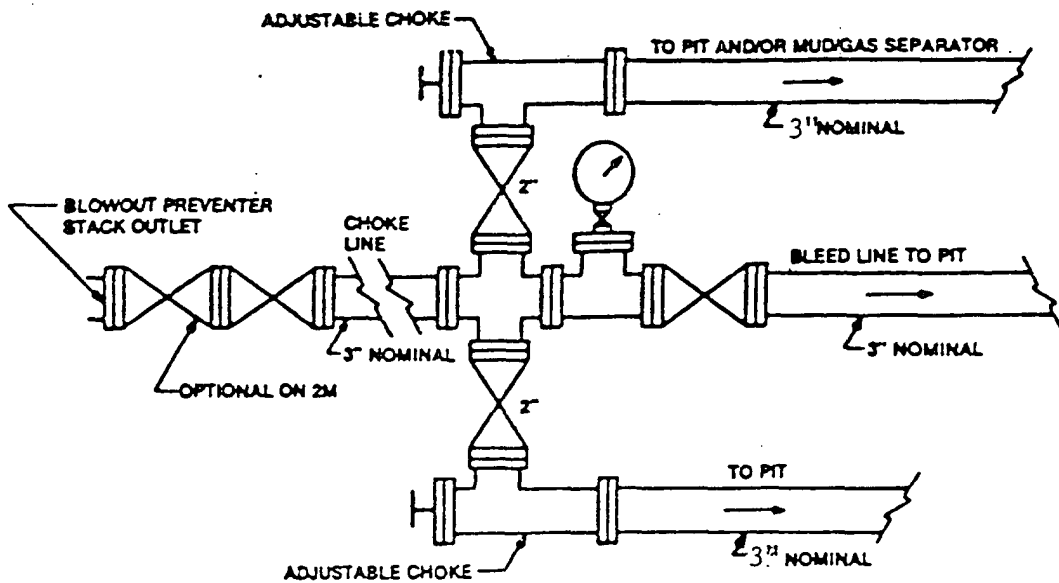 ADJUSTABLE CHOKE
TO PIT AND/OR MUD/GAS SEPARATOR
3" NOMINAL
2"
BLOWOUT PREVENTER
STACK OUTLET
CHOKE
LINE
BLEED LINE TO PIT
3" NOMINAL
3" NOMINAL
OPTIONAL ON 2M
2"
TO PIT
3" NOMINAL
ADJUSTABLE CHOKE